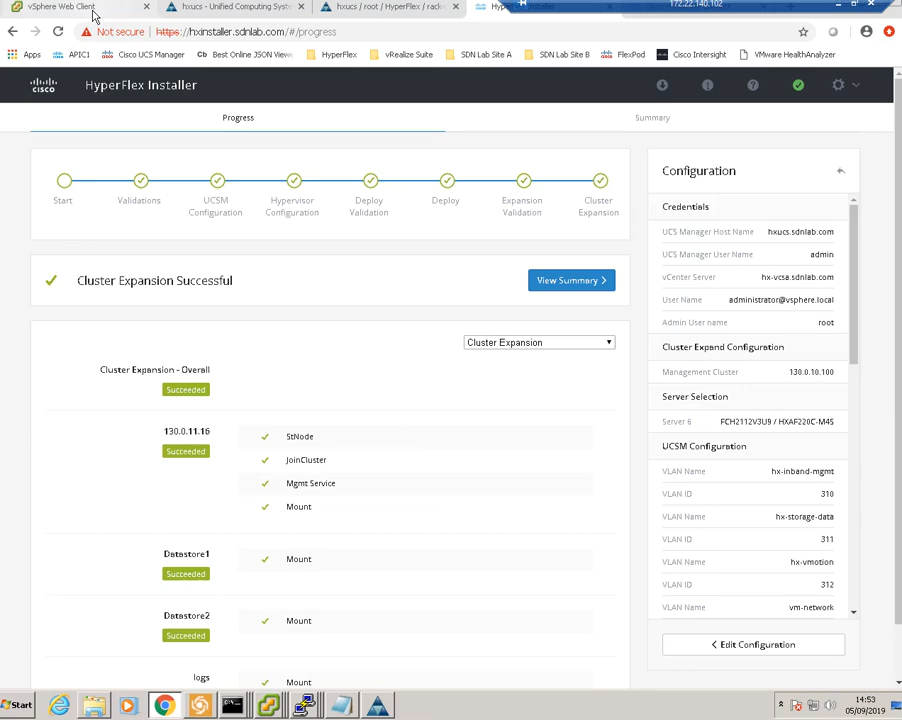 vSphere Web Client
hxucs - Unified Computing Syste
hxucs / root / HyperFlex / rack-
172.22.140.102
Not secure
https://hxinstaller.sdnlab.com/#/progress
Apps
APIC1
Cisco UCS Manager
Cb
Best Online JSON View
HyperFlex
vRealize Suite
SDN Lab Site A
SDN Lab Site B
FlexPod
Cisco Intersight
VMware HealthAnalyzer
CISCO
HyperFlex Installer
Progress
Summary
Start
Validations
UCSM
Configuration
Hypervisor
Configuration
Deploy
Validation
Deploy
Expansion
Validation
Cluster
Expansion
Cluster Expansion Successful
View Summary
Cluster Expansion
Cluster Expansion - Overall
Succeeded
130.0.11.16
Succeeded
StNode
JoinCluster
Mgmt Service
Mount
Datastore1
Succeeded
Mount
Datastore2
Succeeded
Mount
logs
Mount
Configuration
Credentials
UCS Manager Host Name hxucs.sdnlab.com
UCS Manager User Name admin
vCenter Server hx-vcsa.sdnlab.com
User Name administrator@vsphere.local
Admin User name root
Cluster Expand Configuration
Management Cluster 130.0.10.100
Server Selection
Server 6 FCH2112V3U9 / HXAF220C-M4S
UCSM Configuration
VLAN Name hx-inband-mgmt
VLAN ID 310
VLAN Name hx-storage-data
VLAN ID 311
VLAN Name hx-vmotion
VLAN ID 312
VLAN Name vm-network
Edit Configuration
Start
14:53
05/09/2019